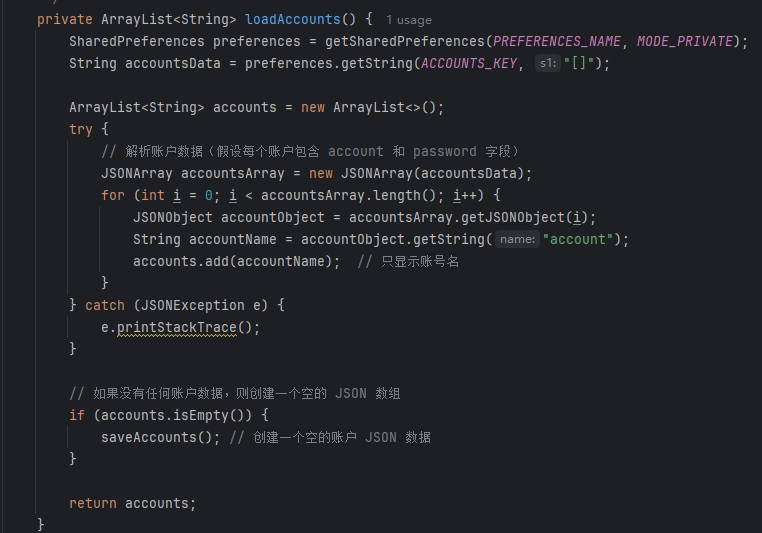 private ArrayList<String> loadAccounts() { 1 usage
SharedPreferences preferences = getSharedPreferences(PREFERENCES_NAME, MODE_PRIVATE);
String accountsData = preferences.getString(ACCOUNTS_KEY, s1: "[]");
ArrayList<String> accounts = new ArrayList<>();
try {
// 解析账户数据（假设每个账户包含 account 和 password 字段）
JSONArray accountsArray = new JSONArray(accountsData);
for (int i = 0; i < accountsArray.length(); i++) {
JSONObject accountObject = accountsArray.getJSONObject(i);
String accountName = accountObject.getString( name: "account");
accounts.add(accountName); // 只显示账号名
}
} catch (JSONException e) {
e.printStackTrace();
}
// 如果没有任何账户数据，则创建一个空的 JSON 数组
if (accounts.isEmpty()) {
saveAccounts(); // 创建一个空的账户 JSON 数据
}
return accounts;
}